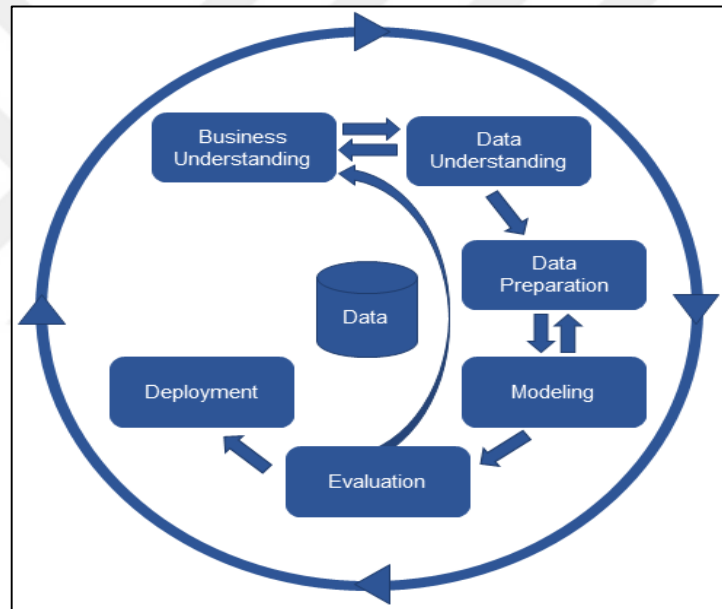 Business
Understanding
Data
Understanding
Data
Preparation
Data
Deployment
Modeling
Evaluation